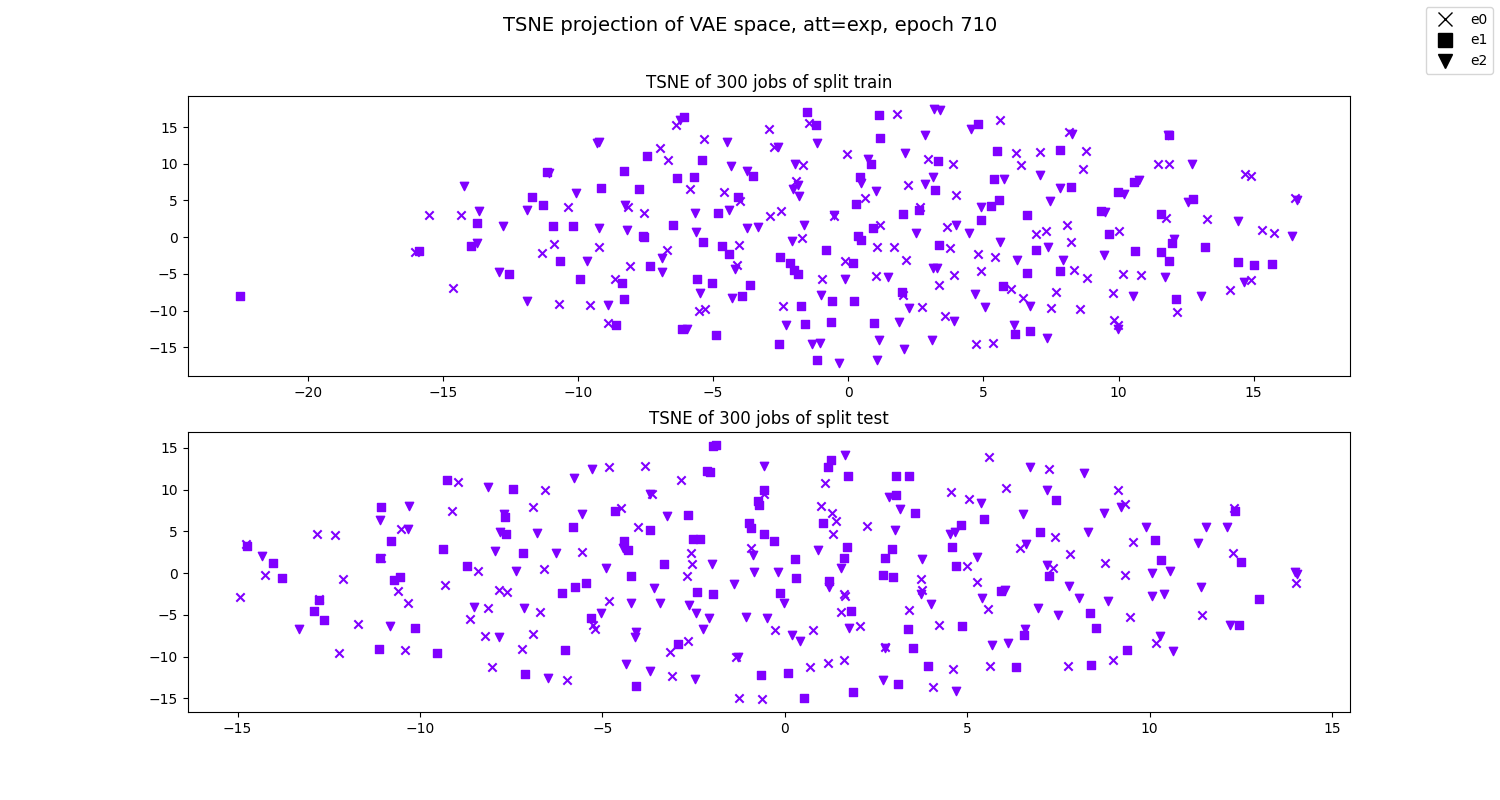 TSNE projection of VAE space, att=exp, epoch 710
e0
e1
e2
TSNE of 300 jobs of split train
15
10
5
0
−5
−10
−15
−20 −15 −10 −5 0 5 10 15
TSNE of 300 jobs of split test
15
10
5
0
−5
−10
−15
−15 −10 −5 0 5 10 15